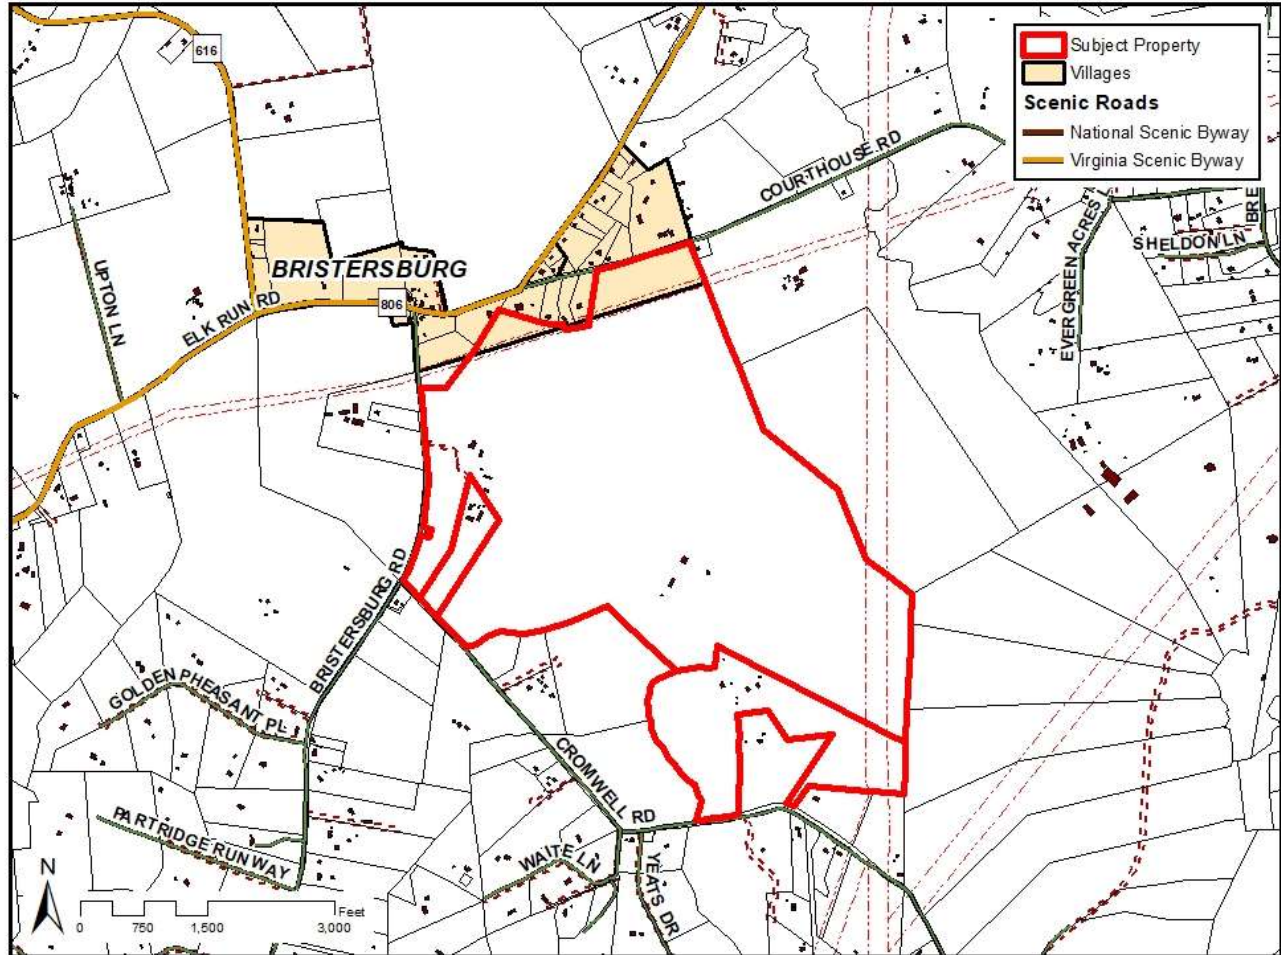 616
Subject Property
Villages
Scenic Roads
National Scenic Byway
Virginia Scenic Byway
COURTHOUSE RD
EVERGREEN ACRES L
BRE
SHELDON LN
BRISTERSBURG
806
UPTON LN
ELK RUN RD
BRISTERSBURG RD
GOLDEN PHEASANT PL
CROMWELL RD
PARTRIDGE RUN WAY
WAITE LN
YEATS DR
N
Feet
0 750 1,500 3,000